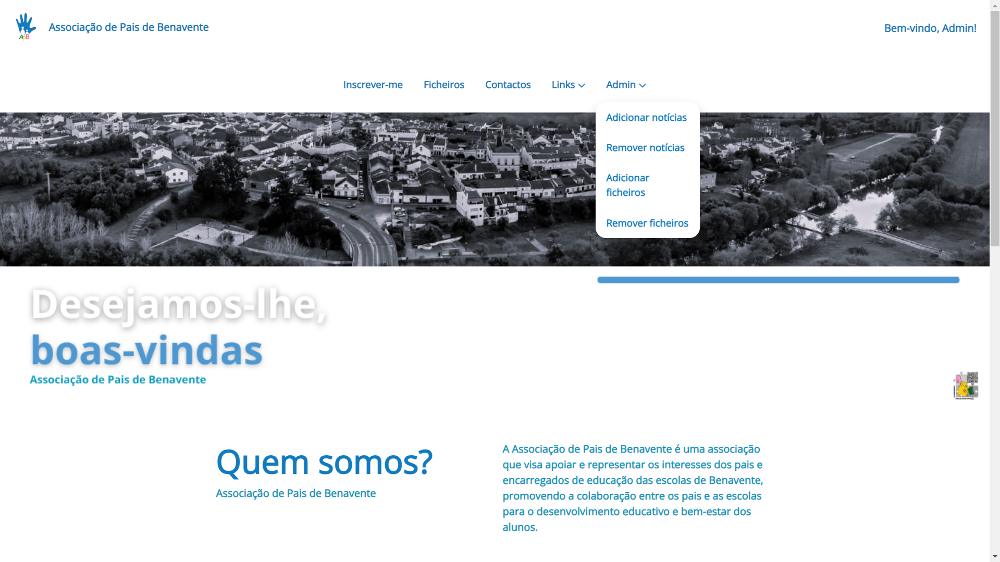 ApB
Associação de Pais de Benavente
Bem-vindo, Admin!
Inscrever-me
Ficheiros
Contactos
Links
Admin
Adicionar notícias
Remover notícias
Adicionar
ficheiros
Remover ficheiros
Desejamos-lhe,
boas-vindas
Associação de Pais de Benavente
Quem somos?
Associação de Pais de Benavente
A Associação de Pais de Benavente é uma associação
que visa apoiar e representar os interesses dos pais e
encarregados de educação das escolas de Benavente,
promovendo a colaboração entre os pais e as escolas
para o desenvolvimento educativo e bem-estar dos
alunos.